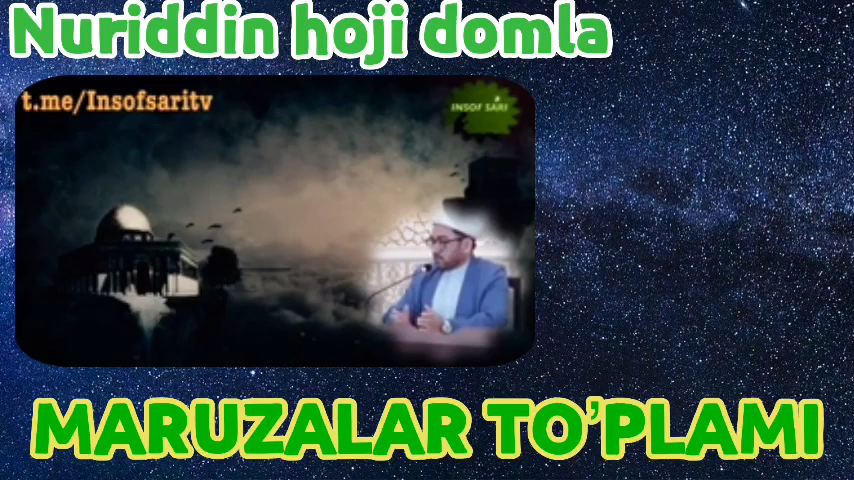 Nuriddin hoji domla
t.me/Insofsaritv
INSOF SARI
MARUZALAR TO’PLAMI